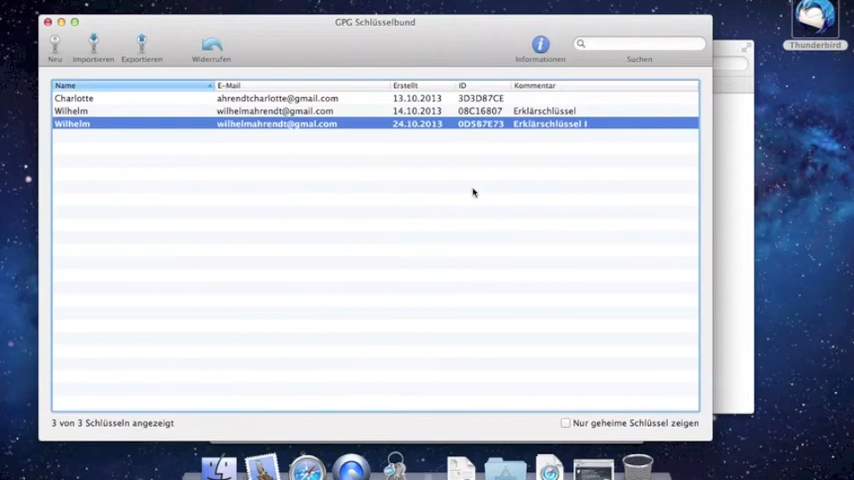 GPG Schlüsselbund
Thunderbird
Neu Importieren Exportieren Widerrufen Informationen Suchen
Name E-Mail Erstellt ID Kommentar
Charlotte ahrendtcharlotte@gmail.com 13.10.2013 3D3D87CE
Wilhelm wilhelmahrendt@gmail.com 14.10.2013 08C16807 Erklärschlüssel
Wilhelm wilhelmahrendt@gmal.com 24.10.2013 0D5B7E73 Erklärschlüssel I
3 von 3 Schlüsseln angezeigt Nur geheime Schlüssel zeigen